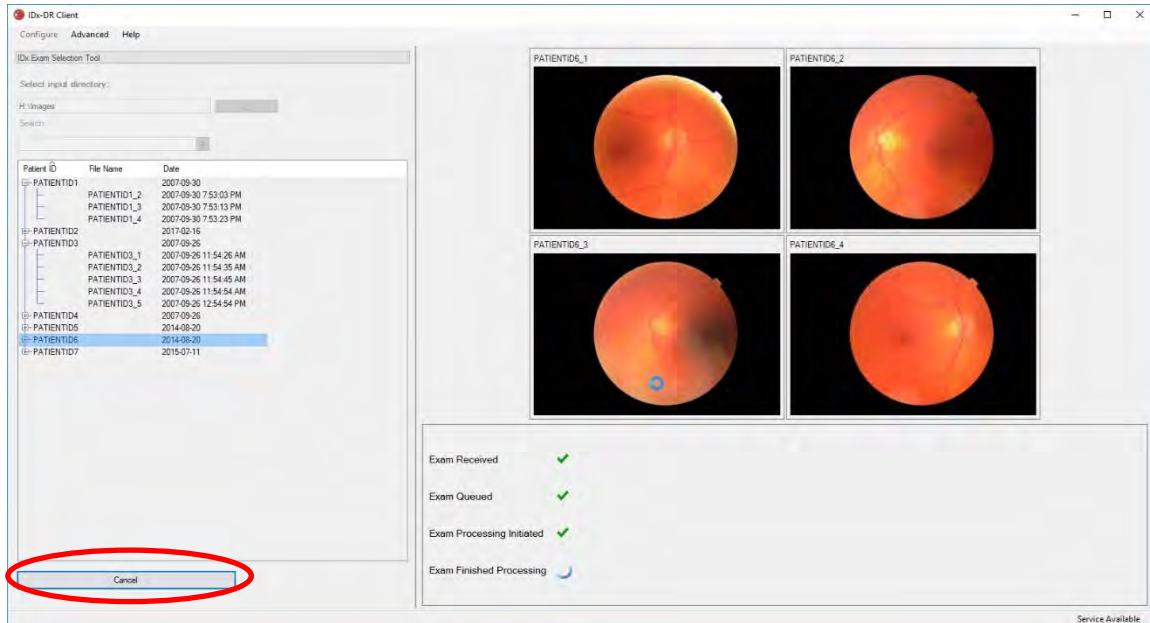 IDx-DR Client
Configure Advanced Help
IDx Exam Selection Tool
Select input directory:
H:\Images
Search:
Patient ID File Name Date
PATIENTID1 2007-09-30
PATIENTID1_2 2007-09-30 7:53:03 PM
PATIENTID1_3 2007-09-30 7:53:13 PM
PATIENTID1_4 2007-09-30 7:53:23 PM
PATIENTID2 2017-02-16
PATIENTID3 2007-09-26
PATIENTID3_1 2007-09-26 11:54:26 AM
PATIENTID3_2 2007-09-26 11:54:35 AM
PATIENTID3_3 2007-09-26 11:54:45 AM
PATIENTID3_4 2007-09-26 11:54:54 AM
PATIENTID3_5 2007-09-26 12:54:54 PM
PATIENTID4 2007-09-26
PATIENTID5 2014-08-20
PATIENTID6 2014-08-20
PATIENTID7 2015-07-11
Cancel
PATIENTID6_1
PATIENTID6_2
PATIENTID6_3
PATIENTID6_4
Exam Received
Exam Queued
Exam Processing Initiated
Exam Finished Processing
Service Available